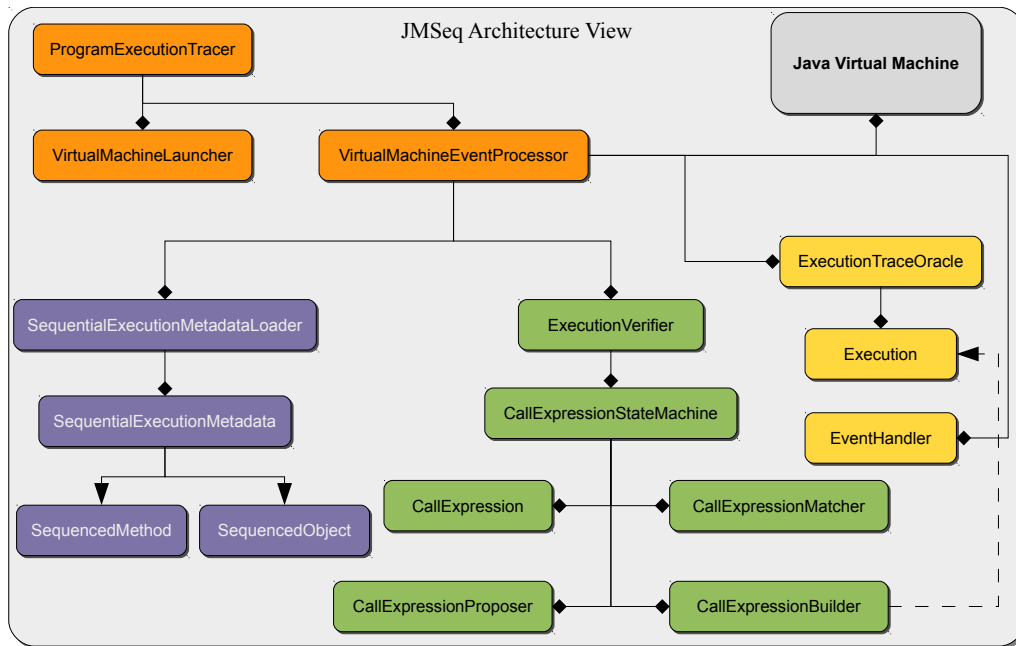 JMSeq Architecture View
ProgramExecutionTracer
Java Virtual Machine
VirtualMachineLauncher
VirtualMachineEventProcessor
ExecutionTraceOracle
SequentialExecutionMetadataLoader
ExecutionVerifier
Execution
SequentialExecutionMetadata
CallExpressionStateMachine
EventHandler
SequencedMethod
SequencedObject
CallExpression
CallExpressionMatcher
CallExpressionProposer
CallExpressionBuilder